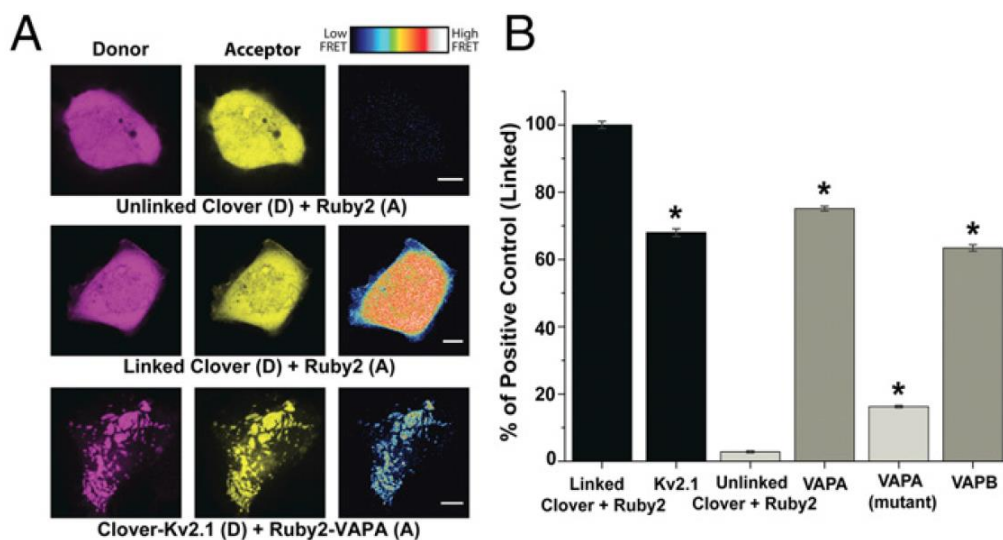 A
Donor
Acceptor
Low FRET
High FRET
Unlinked Clover (D) + Ruby2 (A)
Linked Clover (D) + Ruby2 (A)
Clover-Kv2.1 (D) + Ruby2-VAPA (A)
B
% of Positive Control (Linked)
100
80
60
40
20
0
*
*
*
*
Linked Clover + Ruby2
Kv2.1
Unlinked Clover + Ruby2
VAPA
VAPA (mutant)
VAPB